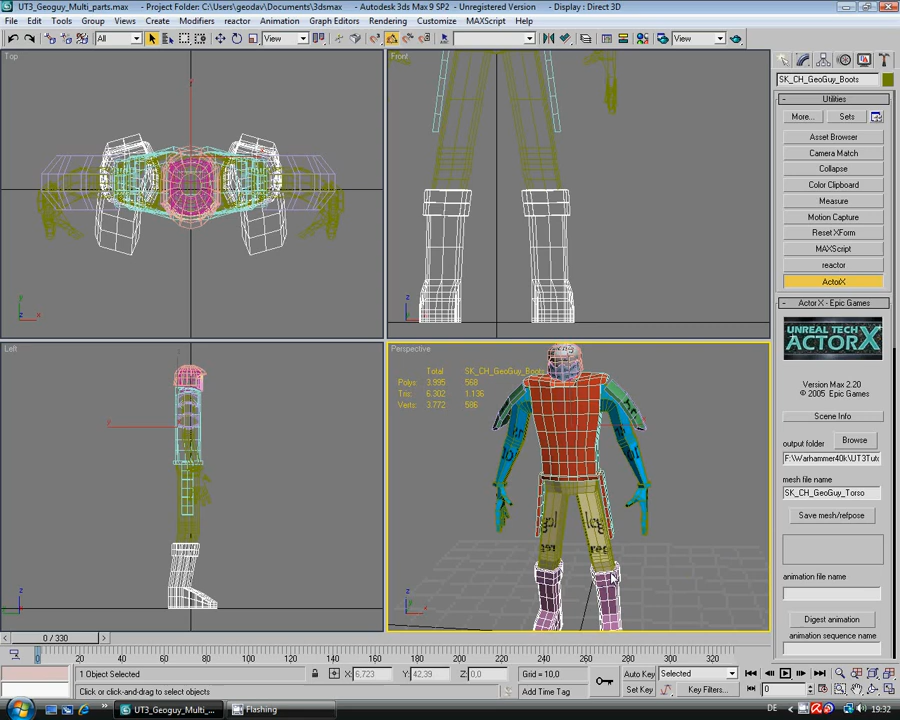 UT3_Geoguy_Multi_parts.max - Project Folder: C:\Users\geodav\Documents\3dsmax - Autodesk 3ds Max 9 SP2 - Unregistered Version - Display : Direct 3D
File Edit Tools Group Views Create Modifiers reactor Animation Graph Editors Rendering Customize MAXScript Help
All View View
Top
Front
SK_CH_GeoGuy_Boots
Utilities
More... Sets
Asset Browser
Camera Match
Collapse
Color Clipboard
Measure
Motion Capture
Reset XForm
MAXScript
reactor
ActorX
Actor X - Epic Games
UNREAL TECH
ACTORX
Version Max 2.20
© 2005 Epic Games
Scene Info
output folder Browse
F:\Warhammer40k\UT3Tuto
mesh file name
SK_CH_GeoGuy_Torso
Save mesh/refpose
animation file name
Digest animation
animation sequence name
Left
Perspective
Total SK_CH_GeoGuy_Boots
Polys: 3.995 568
Tris: 6.302 1.136
Verts: 3.772 586
0 / 330
0 20 40 60 80 100 120 140 160 180 200 220 240 260 280 300 320
1 Object Selected X: 6,723 Y: 42,39 Z: 0,0 Grid = 10,0 Auto Key Selected
Click or click-and-drag to select objects Add Time Tag Set Key Key Filters... 0
UT3_Geoguy_Multi_... Flashing DE 19:32